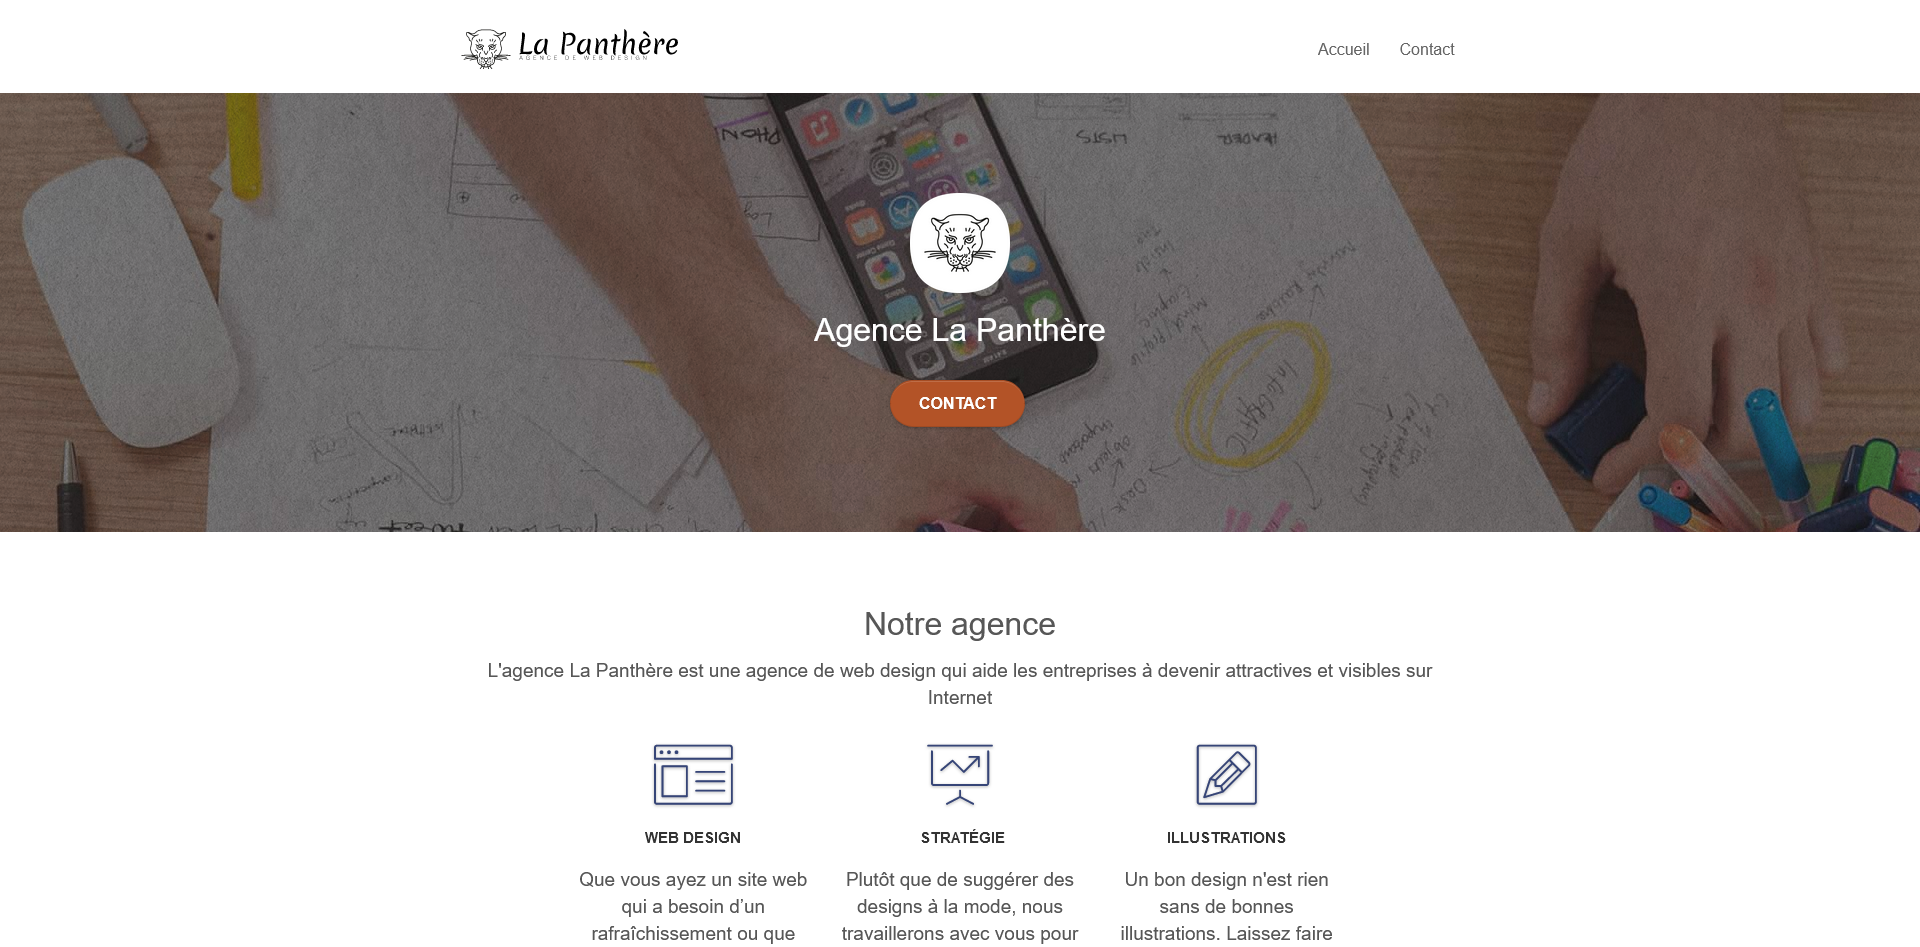 La Panthère
AGENCE DE WEB DESIGN
Accueil
Contact
PHON
LISTS
HEADER
Agence La Panthère
CONTACT
Notre agence
L'agence La Panthère est une agence de web design qui aide les entreprises à devenir attractives et visibles sur
Internet
WEB DESIGN
STRATÉGIE
ILLUSTRATIONS
Que vous ayez un site web
qui a besoin d’un
rafraîchissement ou que
Plutôt que de suggérer des
designs à la mode, nous
travaillerons avec vous pour
Un bon design n'est rien
sans de bonnes
illustrations. Laissez faire